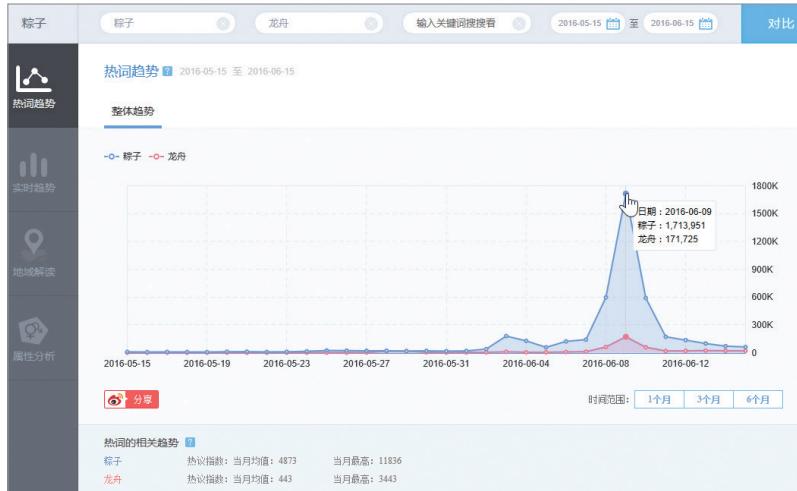 粽子 粽子 龙舟 输入关键词搜搜看 2016-05-15 至 2016-06-15 对比
热词趋势 ? 2016-05-15 至 2016-06-15
热词趋势
整体趋势
粽子 龙舟
实时趋势
地域解读
属性分析
1800K
1500K
1200K
900K
600K
300K
0
日期：2016-06-09
粽子：1,713,951
龙舟：171,725
2016-05-15 2016-05-19 2016-05-23 2016-05-27 2016-05-31 2016-06-04 2016-06-08 2016-06-12
分享 时间范围： 1个月 3个月 6个月
热词的相关趋势 ?
粽子 热议指数：当月均值：4873 当月最高：11836
龙舟 热议指数：当月均值：443 当月最高：3443